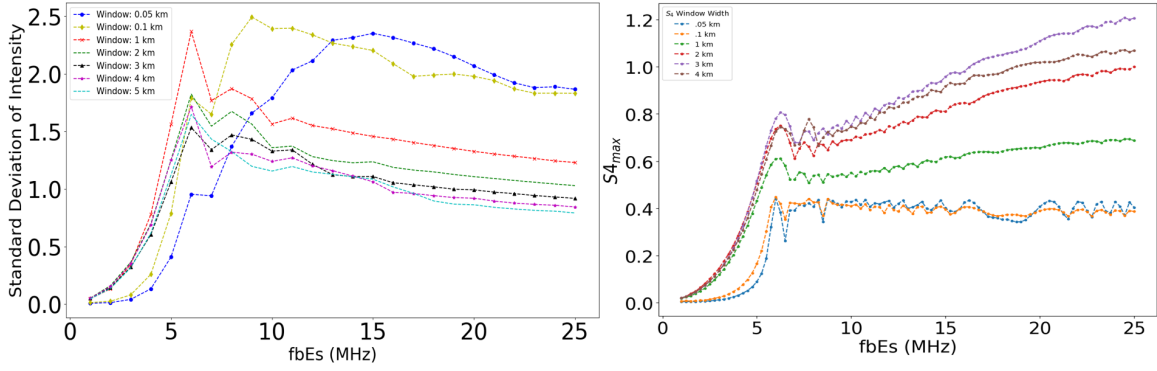 Standard Deviation of Intensity
2.5
2.0
1.5
1.0
0.5
0.0
Window: 0.05 km
Window: 0.1 km
Window: 1 km
Window: 2 km
Window: 3 km
Window: 4 km
Window: 5 km
0 5 10 15 20 25
fbEs (MHz)
S4max
1.2
1.0
0.8
0.6
0.4
0.2
0.0
S4 Window Width
.05 km
.1 km
1 km
2 km
3 km
4 km
0 5 10 15 20 25
fbEs (MHz)